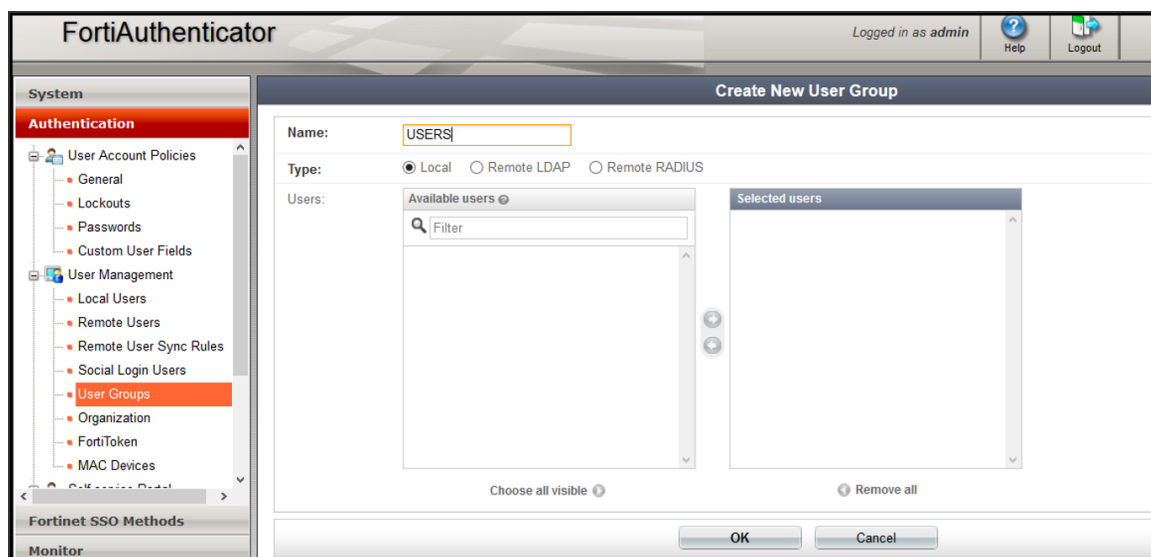 FortiAuthenticator
Logged in as admin
Help
Logout
System
Authentication
User Account Policies
General
Lockouts
Passwords
Custom User Fields
User Management
Local Users
Remote Users
Remote User Sync Rules
Social Login Users
User Groups
Organization
FortiToken
MAC Devices
Fortinet SSO Methods
Monitor
Create New User Group
Name:
USERS
Type:
Local Remote LDAP Remote RADIUS
Users:
Available users
Filter
Selected users
Choose all visible
Remove all
OK
Cancel